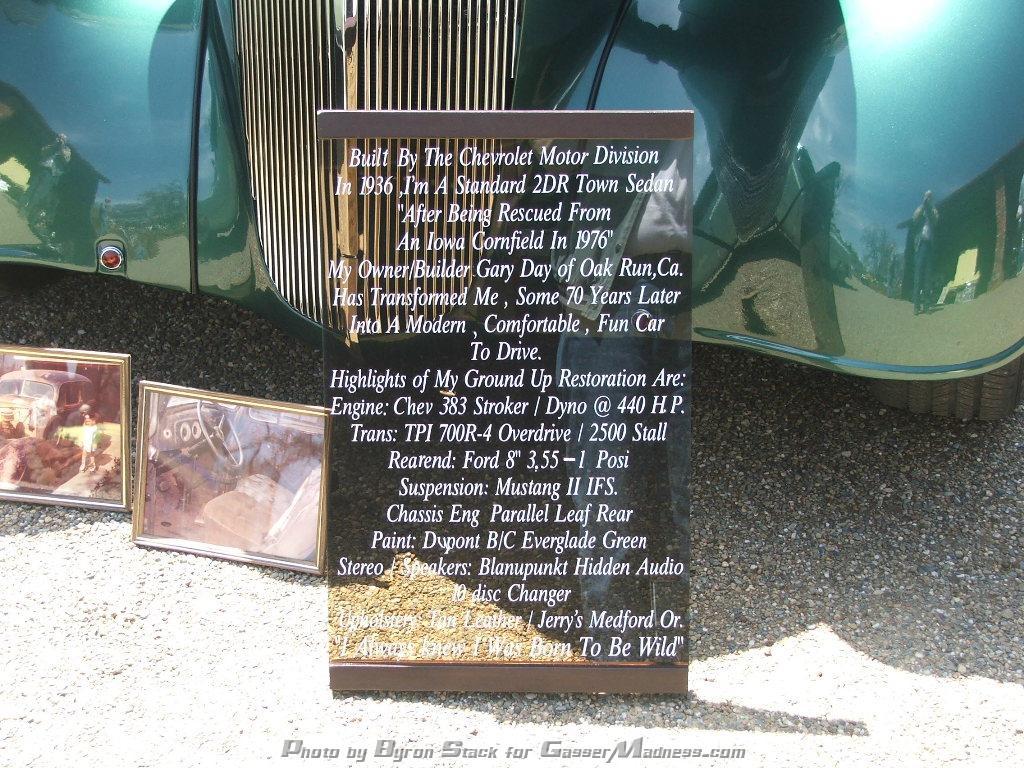 Built By The Chevrolet Motor Division
In 1936 ,I'm A Standard 2DR Town Sedan
"After Being Rescued From
An Iowa Cornfield In 1976"
My Owner/Builder Gary Day of Oak Run,Ca.
Has Transformed Me , Some 70 Years Later
Into A Modern , Comfortable , Fun Car
To Drive.
Highlights of My Ground Up Restoration Are:
Engine: Chev 383 Stroker / Dyno @ 440 H.P.
Trans: TPI 700R-4 Overdrive / 2500 Stall
Rearend: Ford 8" 3.55-1 Posi
Suspension: Mustang II IFS.
Chassis Eng Parallel Leaf Rear
Paint: Dupont B/C Everglade Green
Stereo / Speakers: Blanupunkt Hidden Audio
10 disc Changer
Upholstery: Tan Leather / Jerry's Medford Or.
"I Always knew I Was Born To Be Wild"
Photo by Byron Stack for GasserMadness.com